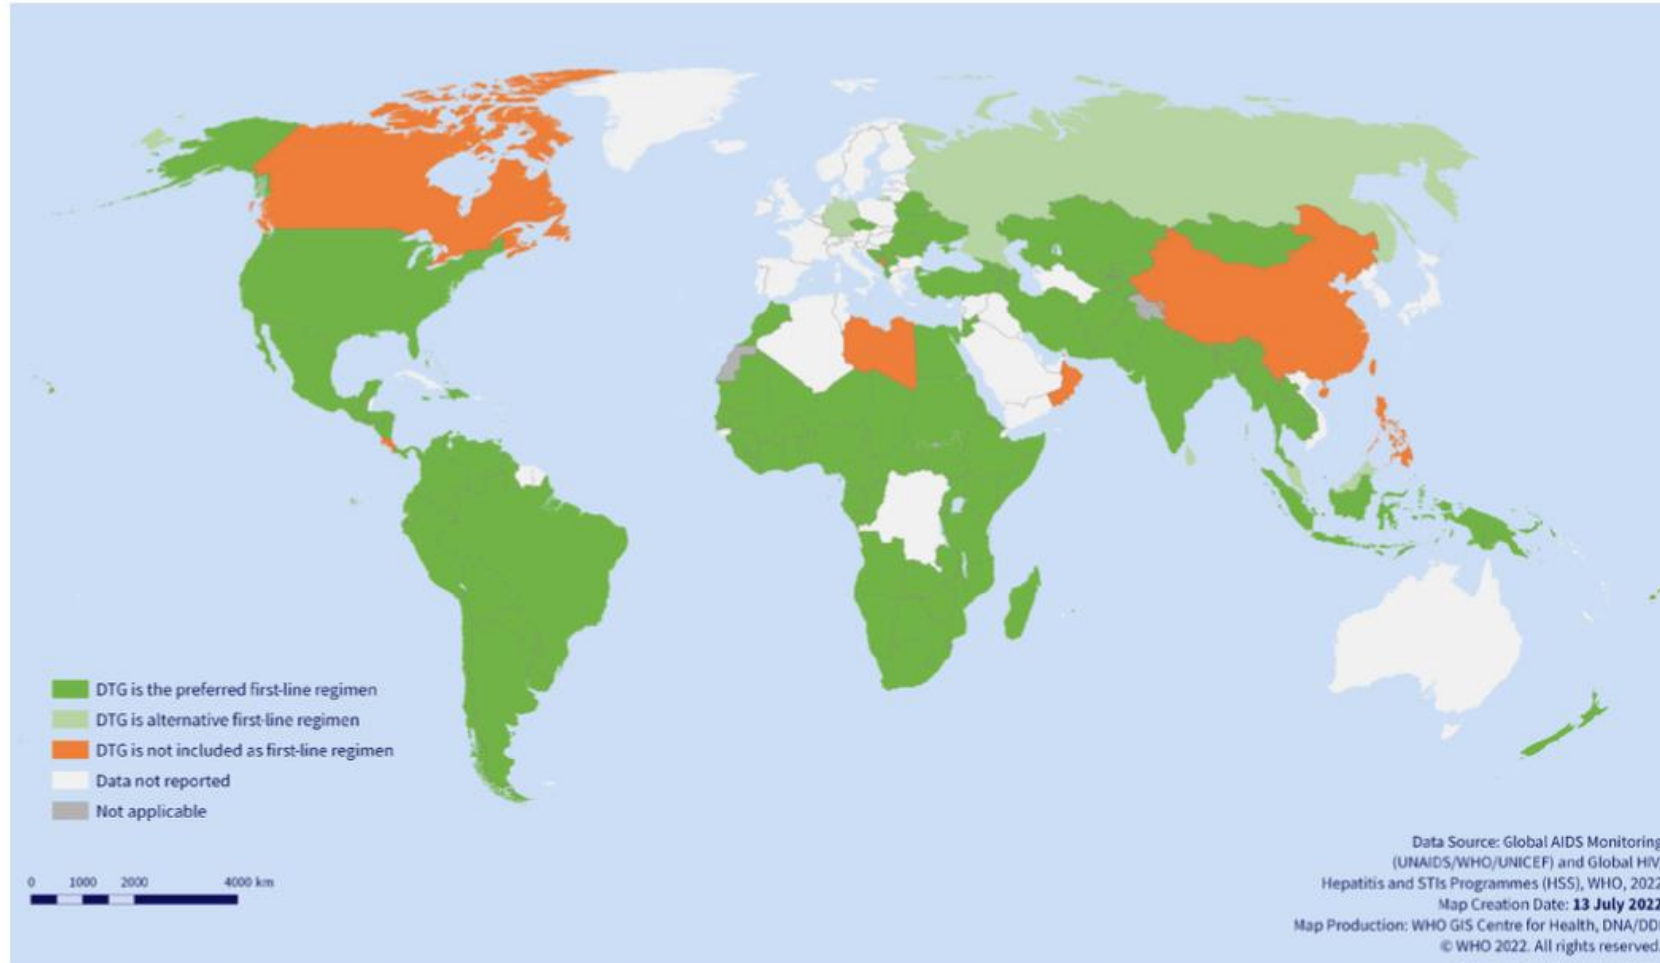 DTG is the preferred first-line regimen
DTG is alternative first-line regimen
DTG is not included as first-line regimen
Data not reported
Not applicable
0 1000 2000 4000 km
Data Source: Global AIDS Monitoring
(UNAIDS/WHO/UNICEF) and Global HIV
Hepatitis and STIs Programmes (HSS), WHO, 2022
Map Creation Date: 13 July 2022
Map Production: WHO GIS Centre for Health, DNA/DD
© WHO 2022. All rights reserved.